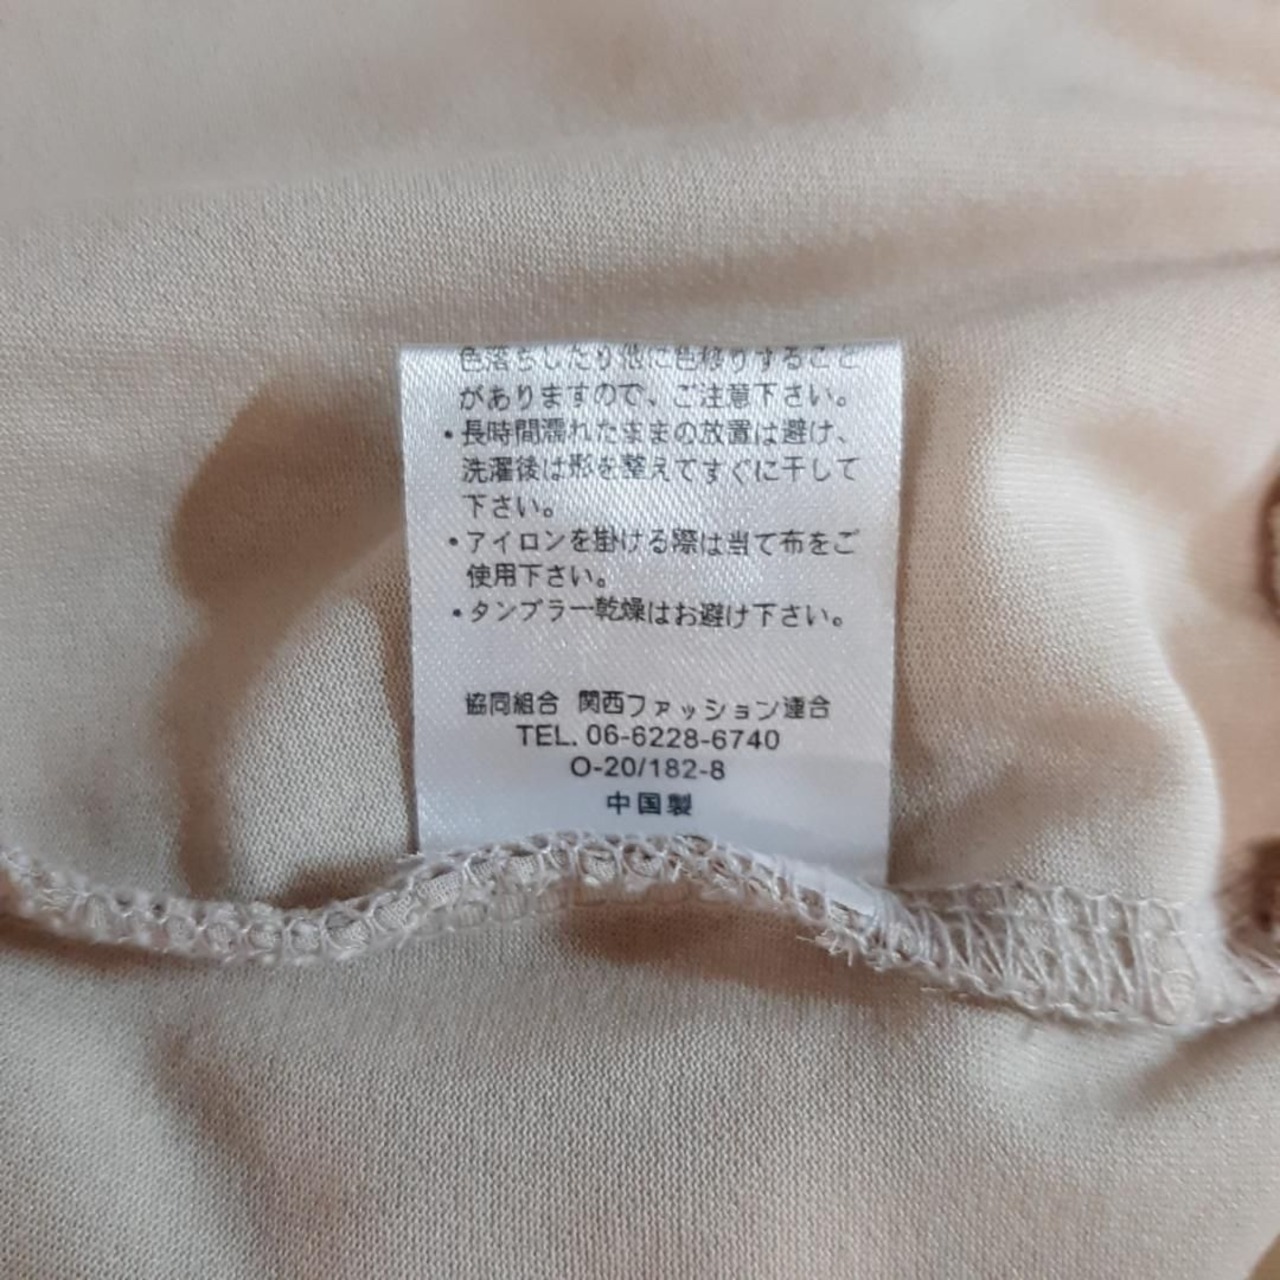 色落ちしたり他に色移りすること
がありますので、ご注意下さい。
・長時間濡れたままの放置は避け、
洗濯後は形を整えてすぐに干して
下さい。
・アイロンを掛ける際は当て布をご
使用下さい。
・タンブラー乾燥はお避け下さい。
協同組合 関西ファッション連合
TEL. 06-6228-6740
O-20/182-8
中国製